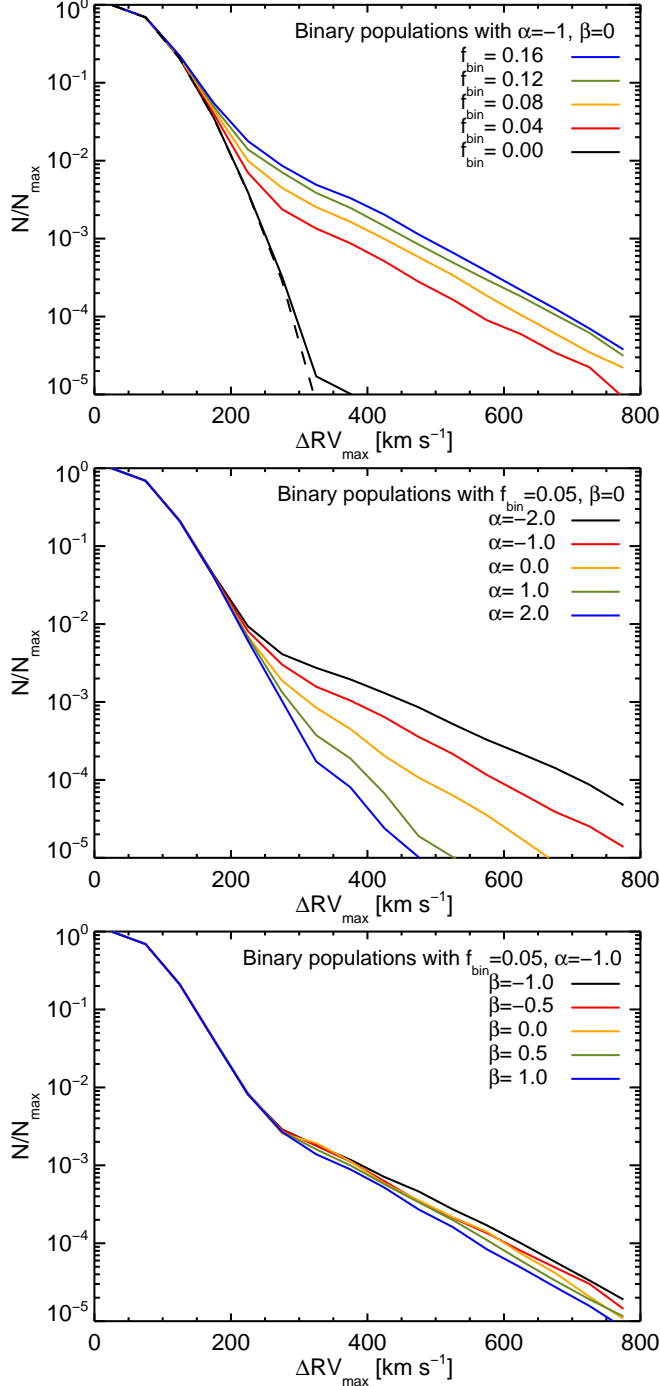 Binary populations with α=−1, β=0
f_bin= 0.16
f_bin= 0.12
f_bin= 0.08
f_bin= 0.04
f_bin= 0.00
10^0
10^−1
10^−2
10^−3
10^−4
10^−5
N/N_max
0 200 400 600 800
ΔRV_max [km s^−1]
Binary populations with f_bin=0.05, β=0
α=−2.0
α=−1.0
α= 0.0
α= 1.0
α= 2.0
10^0
10^−1
10^−2
10^−3
10^−4
10^−5
N/N_max
0 200 400 600 800
ΔRV_max [km s^−1]
Binary populations with f_bin=0.05, α=−1.0
β=−1.0
β=−0.5
β= 0.0
β= 0.5
β= 1.0
10^0
10^−1
10^−2
10^−3
10^−4
10^−5
N/N_max
0 200 400 600 800
ΔRV_max [km s^−1]